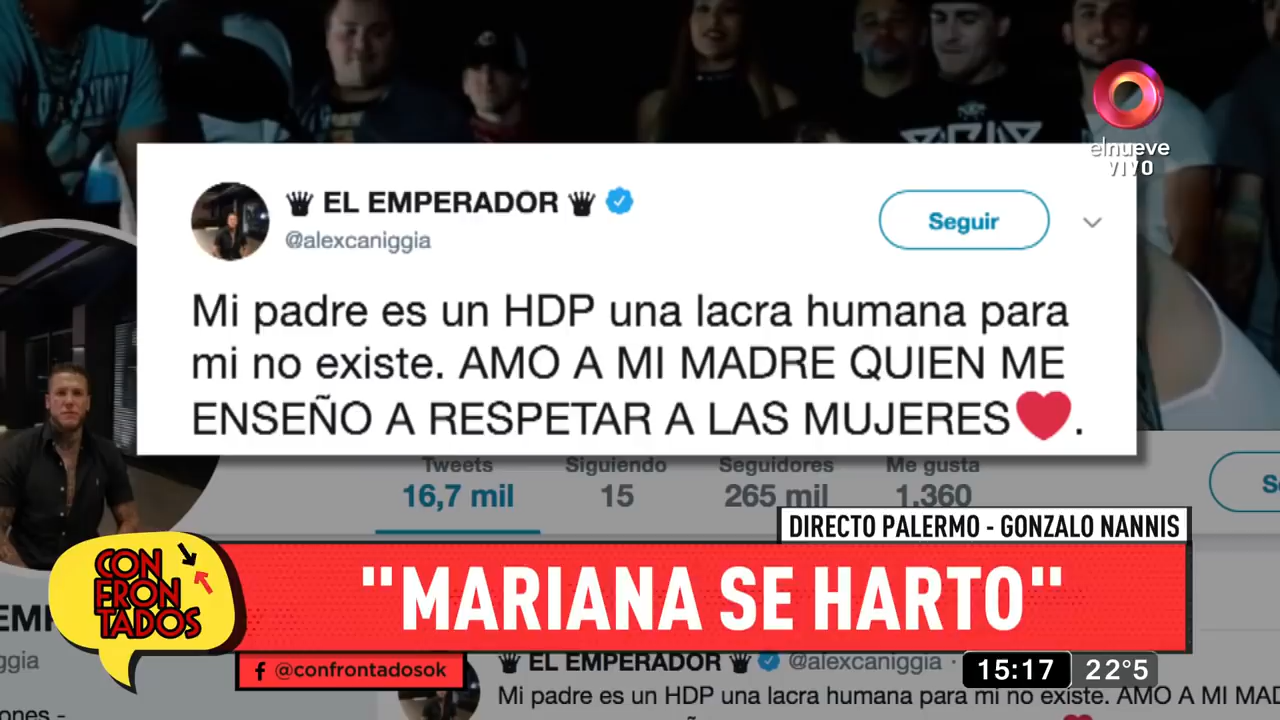 elnueve
VIVO
EL EMPERADOR
@alexcaniggia
Seguir
Mi padre es un HDP una lacra humana para
mi no existe. AMO A MI MADRE QUIEN ME
ENSEÑO A RESPETAR A LAS MUJERES❤.
Tweets Siguiendo Seguidores Me gusta
16,7 mil 15 265 mil 1.360
DIRECTO PALERMO - GONZALO NANNIS
CON
FRON
TADOS
"MARIANA SE HARTO"
@confrontadosok
EL EMPERADOR @alexcaniggia ·
15:17 22°5
Mi padre es un HDP una lacra humana para mi no existe. AMO A MI MAD